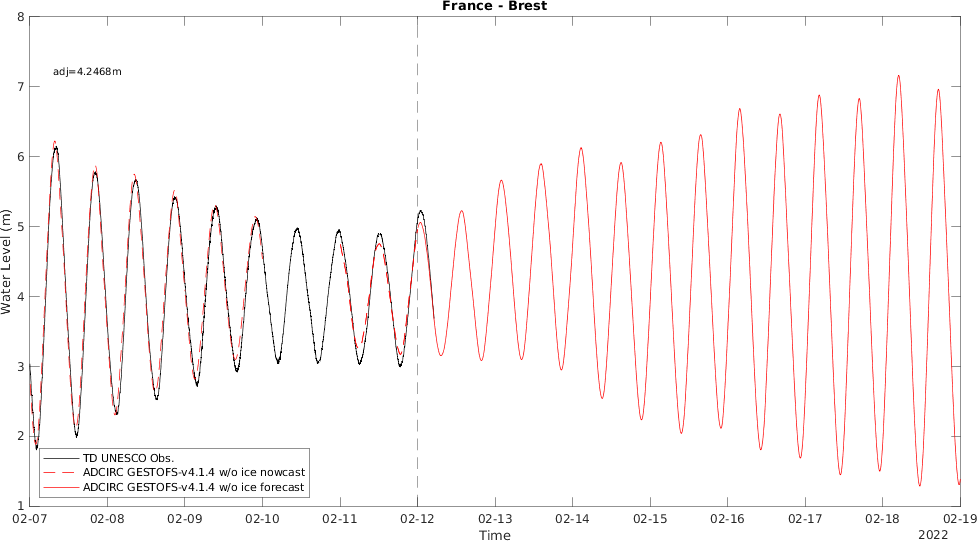 France - Brest
8
adj=4.2468m
7
6
5
Water Level (m)
4
3
2
TD UNESCO Obs.
ADCIRC GESTOFS-v4.1.4 w/o ice nowcast
ADCIRC GESTOFS-v4.1.4 w/o ice forecast
1
02-07 02-08 02-09 02-10 02-11 02-12 02-13 02-14 02-15 02-16 02-17 02-18 02-19
Time
2022